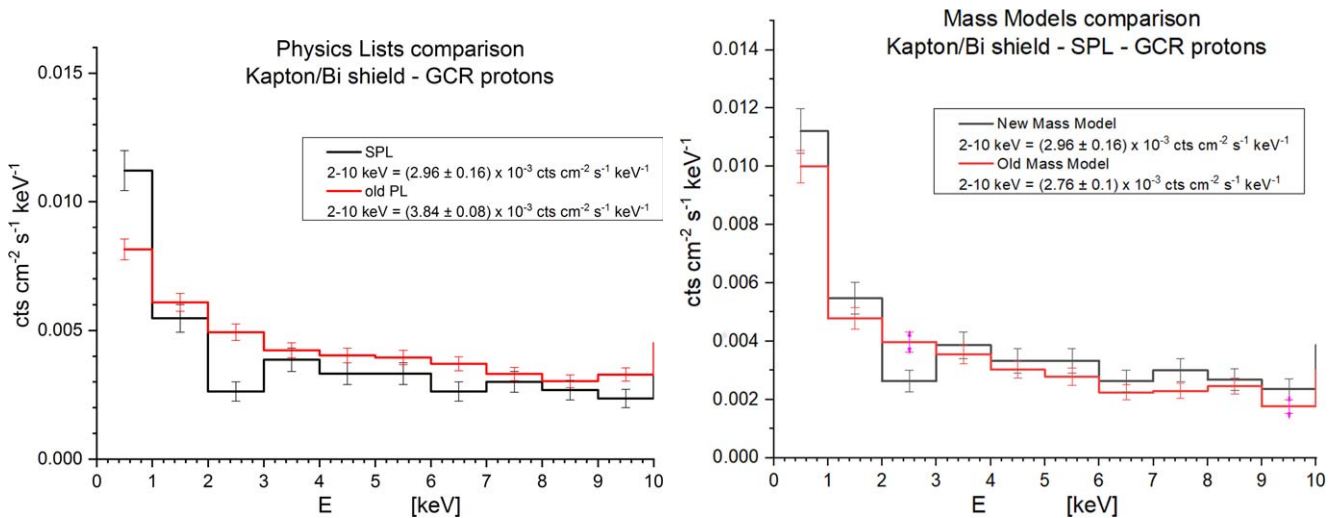 Physics Lists comparison
Kapton/Bi shield - GCR protons
SPL
2-10 keV = (2.96 ± 0.16) x 10⁻³ cts cm⁻² s⁻¹ keV⁻¹
old PL
2-10 keV = (3.84 ± 0.08) x 10⁻³ cts cm⁻² s⁻¹ keV⁻¹
cts cm⁻² s⁻¹ keV⁻¹
0.015
0.010
0.005
0.000
0 1 2 3 4 5 6 7 8 9 10
E [keV]
Mass Models comparison
Kapton/Bi shield - SPL - GCR protons
New Mass Model
2-10 keV = (2.96 ± 0.16) x 10⁻³ cts cm⁻² s⁻¹ keV⁻¹
Old Mass Model
2-10 keV = (2.76 ± 0.1) x 10⁻³ cts cm⁻² s⁻¹ keV⁻¹
cts cm⁻² s⁻¹ keV⁻¹
0.014
0.012
0.010
0.008
0.006
0.004
0.002
0.000
0 1 2 3 4 5 6 7 8 9 10
E [keV]